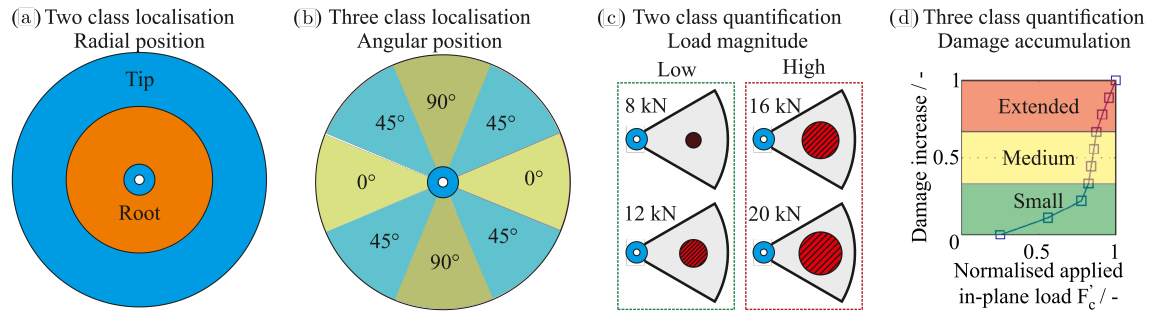 (a) Two class localisation
Radial position
Tip
Root
(b) Three class localisation
Angular position
90°
45°
45°
0°
0°
45°
45°
90°
(c) Two class quantification
Load magnitude
Low
High
8 kN
16 kN
12 kN
20 kN
(d) Three class quantification
Damage accumulation
Damage increase / -
1
0.5
0
Extended
Medium
Small
0.5
1
Normalised applied
in-plane load F'c / -